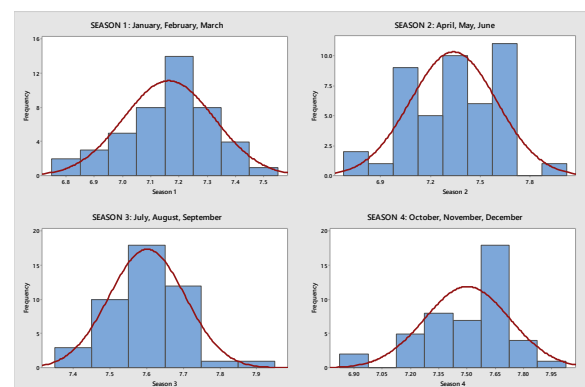 SEASON 1: January, February, March
16
12
8
4
0
Frequency
6.8 6.9 7.0 7.1 7.2 7.3 7.4 7.5
Season 1
SEASON 2: April, May, June
10.0
7.5
5.0
2.5
0.0
Frequency
6.9 7.2 7.5 7.8
Season 2
SEASON 3: July, August, September
20
15
10
5
0
Frequency
7.4 7.5 7.6 7.7 7.8 7.9
Season 3
SEASON 4: October, November, December
20
15
10
5
0
Frequency
6.90 7.05 7.20 7.35 7.50 7.65 7.80 7.95
Season 4